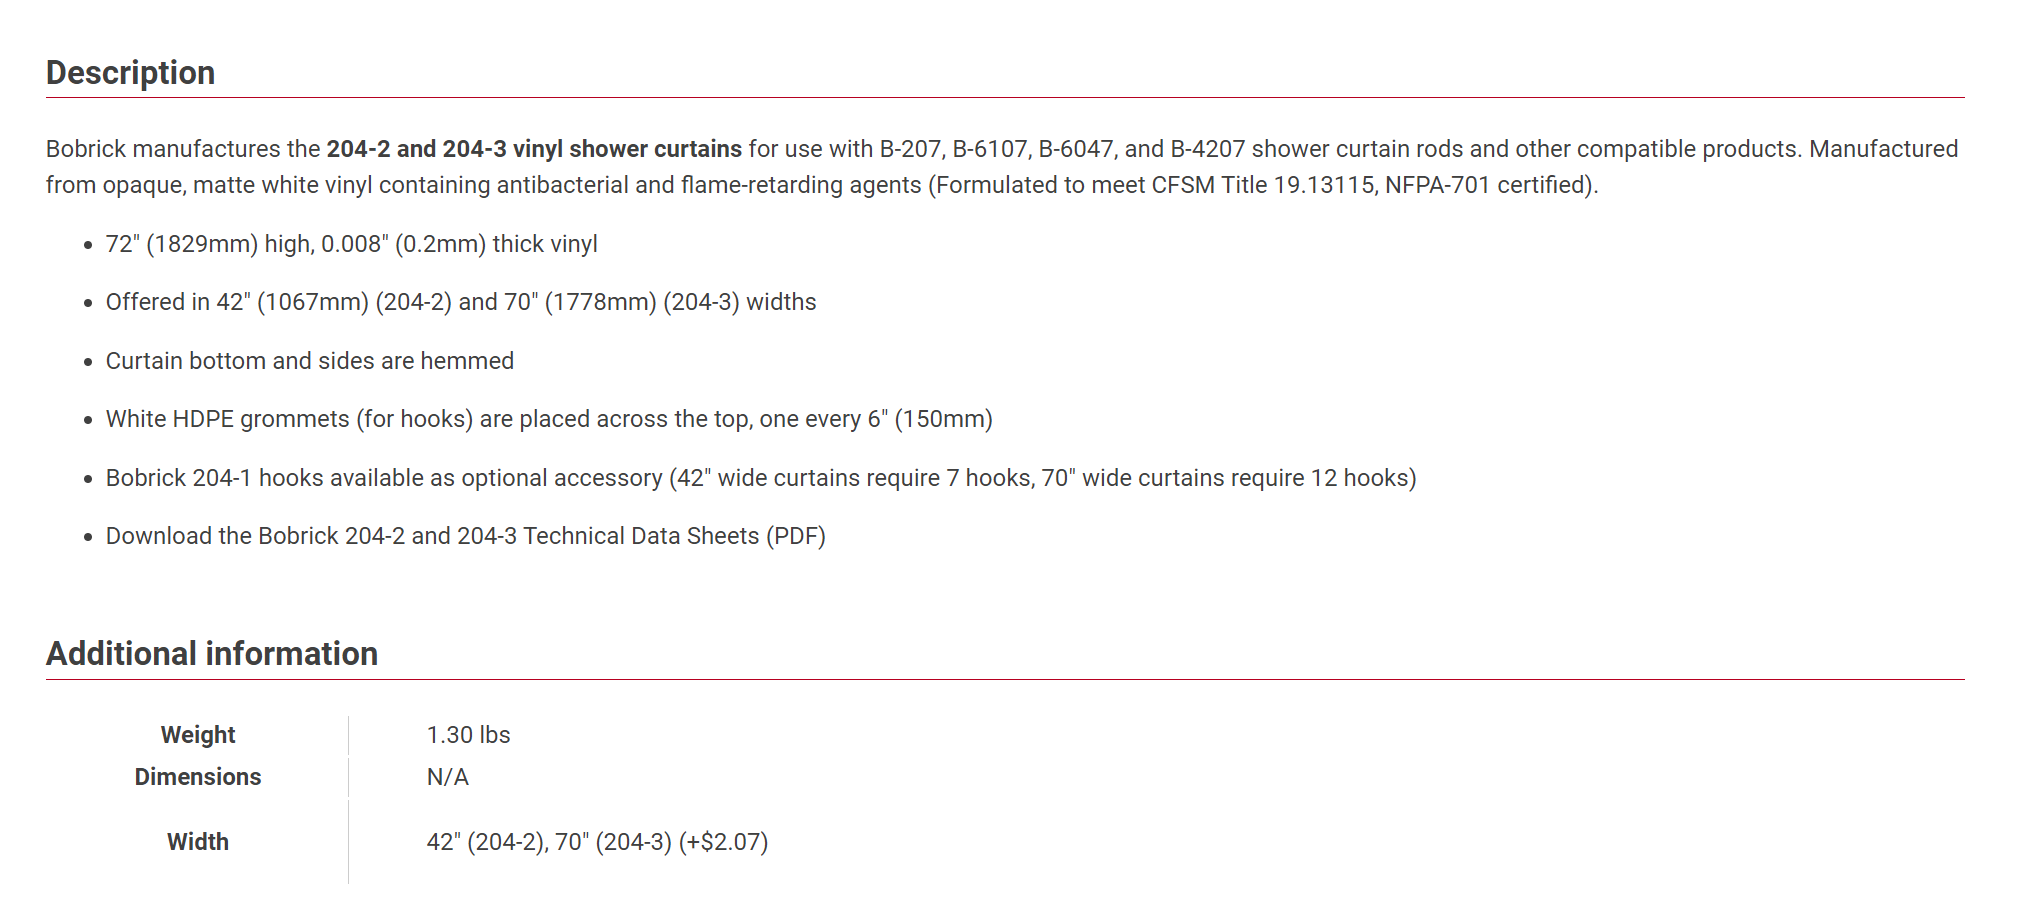 Description
Bobrick manufactures the 204-2 and 204-3 vinyl shower curtains for use with B-207, B-6107, B-6047, and B-4207 shower curtain rods and other compatible products. Manufactured
from opaque, matte white vinyl containing antibacterial and flame-retarding agents (Formulated to meet CFSM Title 19.13115, NFPA-701 certified).
• 72" (1829mm) high, 0.008" (0.2mm) thick vinyl
• Offered in 42" (1067mm) (204-2) and 70" (1778mm) (204-3) widths
• Curtain bottom and sides are hemmed
• White HDPE grommets (for hooks) are placed across the top, one every 6" (150mm)
• Bobrick 204-1 hooks available as optional accessory (42" wide curtains require 7 hooks, 70" wide curtains require 12 hooks)
• Download the Bobrick 204-2 and 204-3 Technical Data Sheets (PDF)
Additional information
Weight 1.30 lbs
Dimensions N/A
Width 42" (204-2), 70" (204-3) (+$2.07)